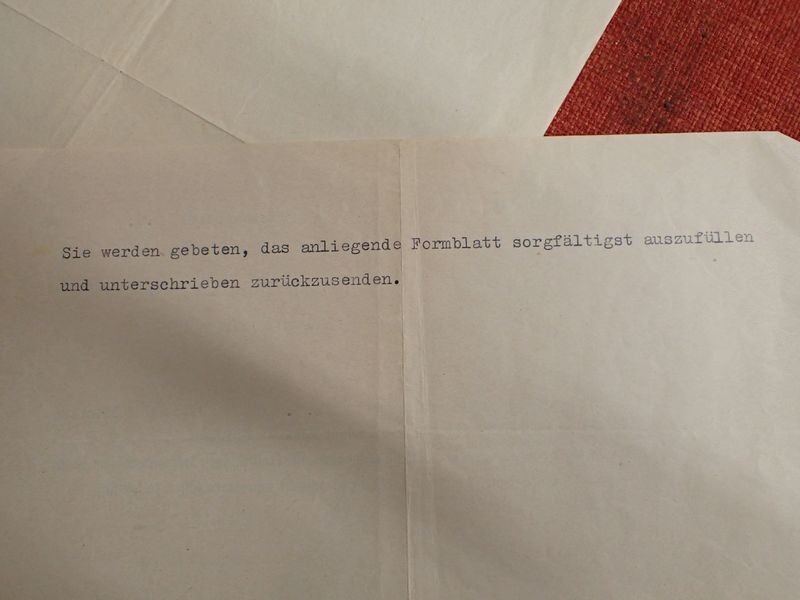 Sie werden gebeten, das anliegende Formblatt sorgfältigst auszufüllen
und unterschrieben zurückzusenden.